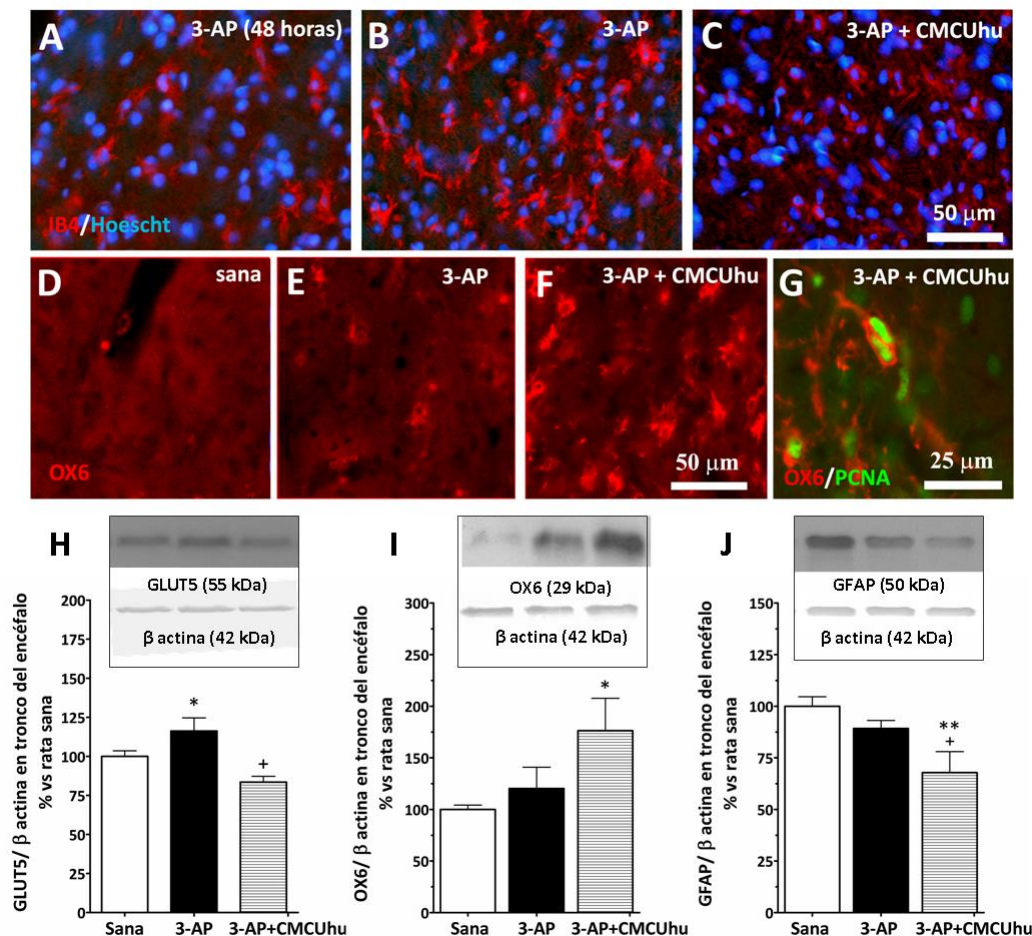 A
3-AP (48 horas)
IB4/Hoescht
B
3-AP
C
3-AP + CMCUhu
50 µm
D
sana
OX6
E
3-AP
F
3-AP + CMCUhu
50 µm
G
3-AP + CMCUhu
OX6/PCNA
25 µm
H
GLUT5 (55 kDa)
β actina (42 kDa)
GLUT5/ β actina en tronco del encéfalo
% vs rata sana
200
175
150
125
100
75
50
25
0
*
+
Sana 3-AP 3-AP+CMCUhu
I
OX6 (29 kDa)
β actina (42 kDa)
OX6/ β actina en tronco del encéfalo
% vs rata sana
300
250
200
150
100
50
0
*
Sana 3-AP 3-AP+CMCUhu
J
GFAP (50 kDa)
β actina (42 kDa)
GFAP/ β actina en tronco del encéfalo
% vs rata sana
150
125
100
75
50
25
0
**
+
Sana 3-AP 3-AP+CMCUhu